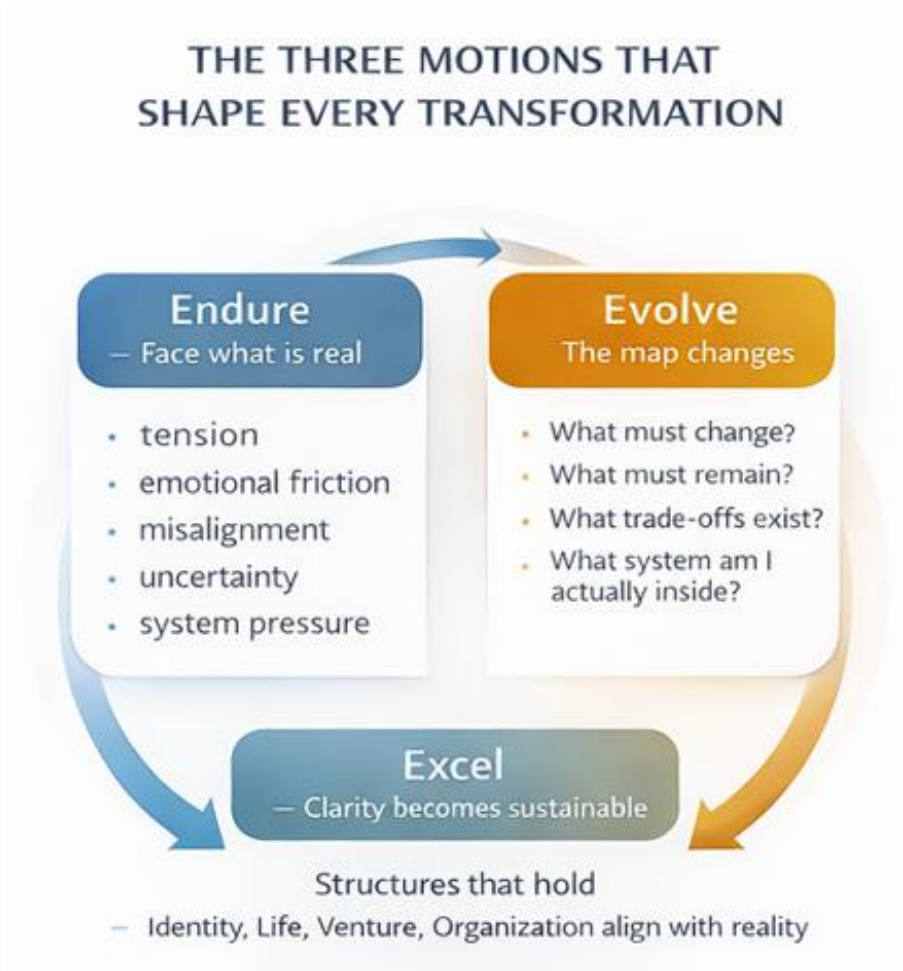 THE THREE MOTIONS THAT
SHAPE EVERY TRANSFORMATION
Endure
— Face what is real
• tension
• emotional friction
• misalignment
• uncertainty
• system pressure
Evolve
The map changes
• What must change?
• What must remain?
• What trade-offs exist?
• What system am I
actually inside?
Excel
— Clarity becomes sustainable
Structures that hold
— Identity, Life, Venture, Organization align with reality